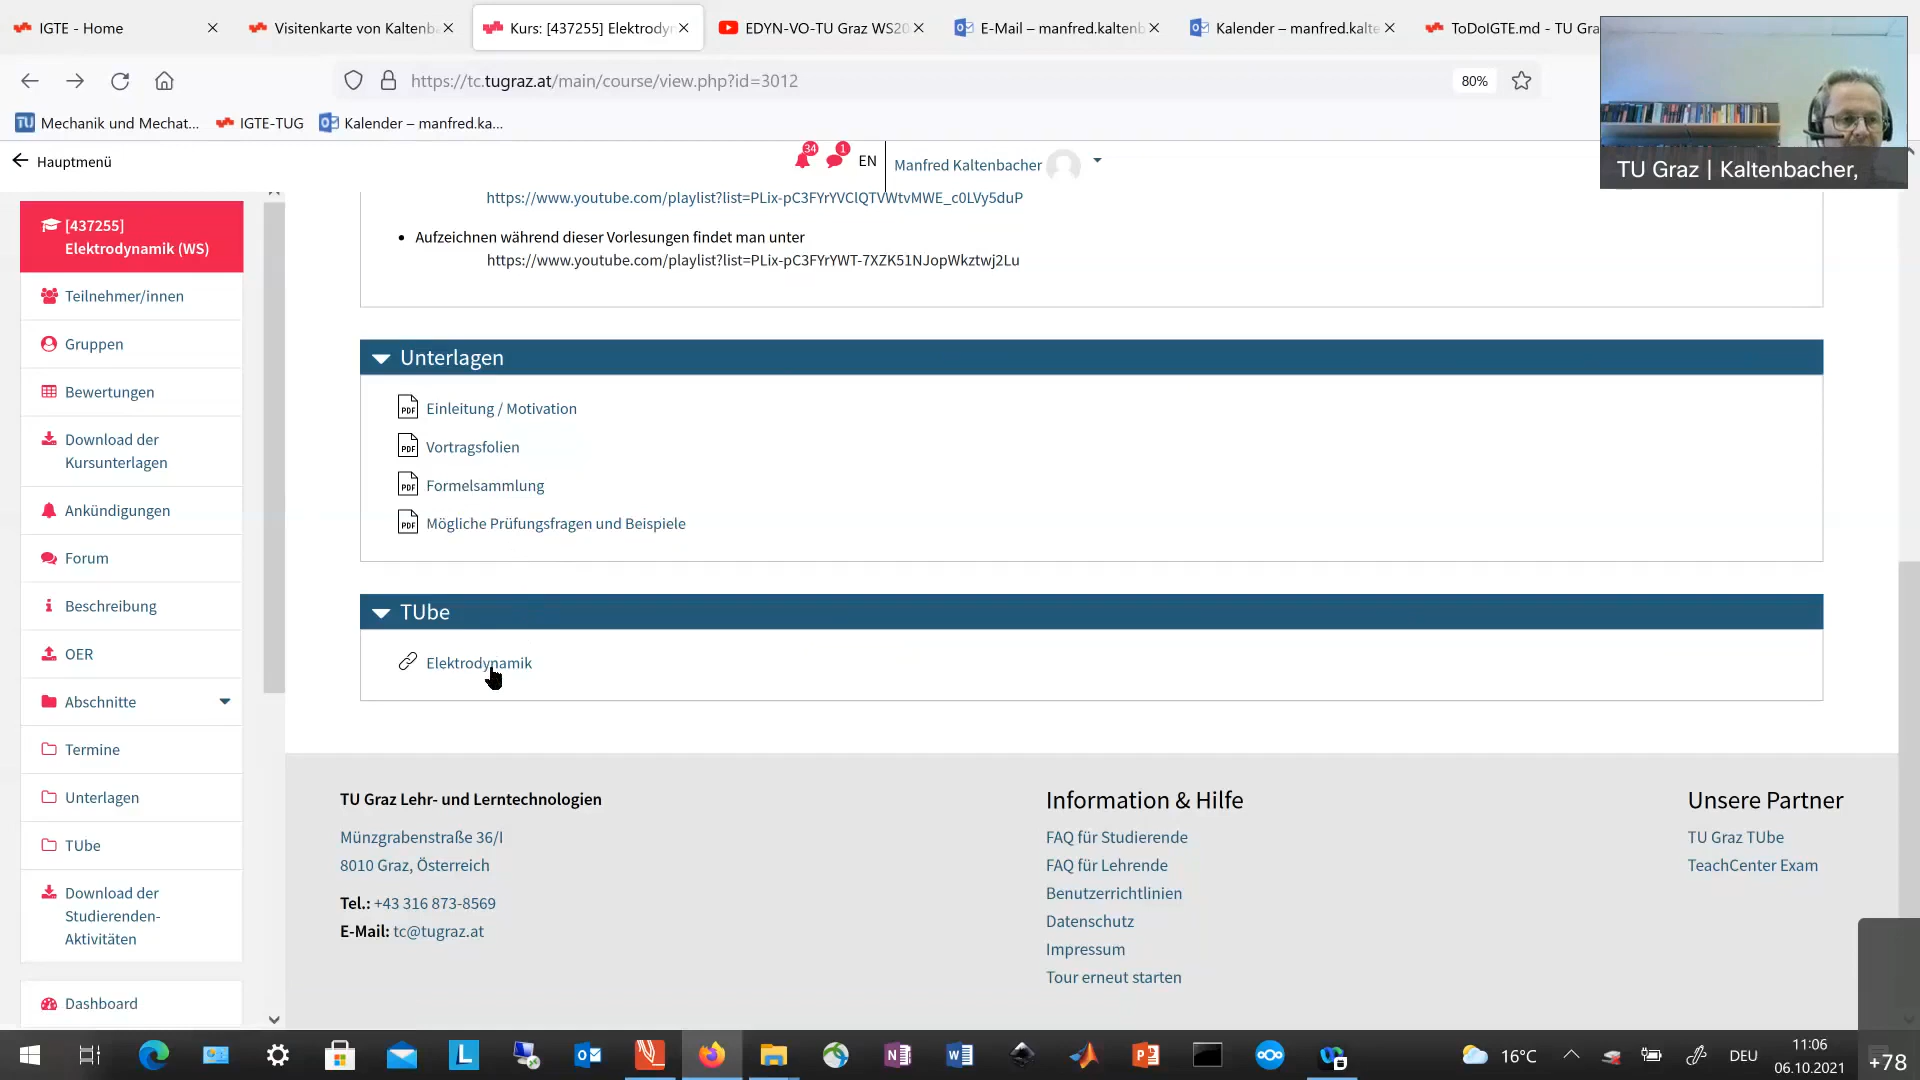 IGTE - Home
Visitenkarte von Kaltenb
Kurs: [437255] Elektrodyn
EDYN-VO-TU Graz WS20
E-Mail – manfred.kaltenb
Kalender – manfred.kalte
ToDoIGTE.md - TU Gra
https://tc.tugraz.at/main/course/view.php?id=3012
80%
Mechanik und Mechat...
IGTE-TUG
Kalender – manfred.ka...
TU Graz | Kaltenbacher,
Hauptmenü
34
1
EN
Manfred Kaltenbacher
[437255]
Elektrodynamik (WS)
Teilnehmer/innen
Gruppen
Bewertungen
Download der
Kursunterlagen
Ankündigungen
Forum
Beschreibung
OER
Abschnitte
Termine
Unterlagen
TUbe
Download der
Studierenden-
Aktivitäten
Dashboard
https://www.youtube.com/playlist?list=PLix-pC3FYrYVClQTVWtvMWE_c0LVy5duP
Aufzeichnen während dieser Vorlesungen findet man unter
https://www.youtube.com/playlist?list=PLix-pC3FYrYWT-7XZK51NJopWkztwj2Lu
Unterlagen
PDF Einleitung / Motivation
PDF Vortragsfolien
PDF Formelsammlung
PDF Mögliche Prüfungsfragen und Beispiele
TUbe
Elektrodynamik
TU Graz Lehr- und Lerntechnologien
Münzgrabenstraße 36/I
8010 Graz, Österreich
Tel.: +43 316 873-8569
E-Mail: tc@tugraz.at
Information & Hilfe
FAQ für Studierende
FAQ für Lehrende
Benutzerrichtlinien
Datenschutz
Impressum
Tour erneut starten
Unsere Partner
TU Graz TUbe
TeachCenter Exam
16°C
DEU
11:06
06.10.2021
+78